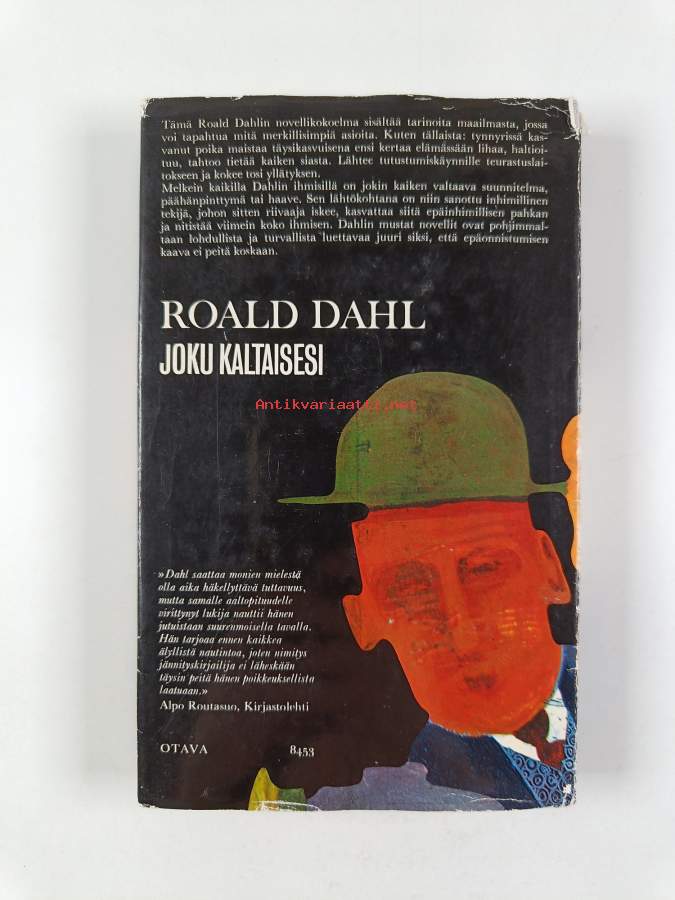 Tämä Roald Dahlin novellikokoelma sisältää tarinoita maailmasta, jossa
voi tapahtua mitä merkillisimpiä asioita. Kuten tällaista: tynnyrissä kas-
vanut poika maistaa täysikasvuisena ensi kertaa elämässään lihaa, haltioi-
tuu, tahtoo tietää kaiken siasta. Lähtee tutustumiskäynnille teurastuslai-
tokseen ja kokee tosi yllätyksen.
Melkein kaikilla Dahlin ihmisillä on jokin kaiken valtaava suunnitelma,
päähänpinttymä tai haave. Sen lähtökohtana on niin sanottu inhimillinen
tekijä, johon sitten riivaaja iskee, kasvattaa siitä epäinhimillisen pahkan
ja nitistää viimein koko ihmisen. Dahlin mustat novellit ovat pohjimmal-
taan lohdullista ja turvallista luettavaa juuri siksi, että epäonnistumisen
kaava ei peitä koskaan.
ROALD DAHL
JOKU KALTAISESI
Antikvariaatti.net
»Dahl saattaa monien mielestä
olla aika häkellyttävä tuttavuus,
mutta samalle aaltopituudelle
virittynyt lukija nauttii hänen
jutuistaan suurenmoisella tavalla.
Hän tarjoaa ennen kaikkea
älyllistä nautintoa, joten nimitys
jännityskirjailija ei läheskään
täysin peitä hänen poikkeuksellista
laatuaan.»
Alpo Routasuo, Kirjastolehti
OTAVA 8453